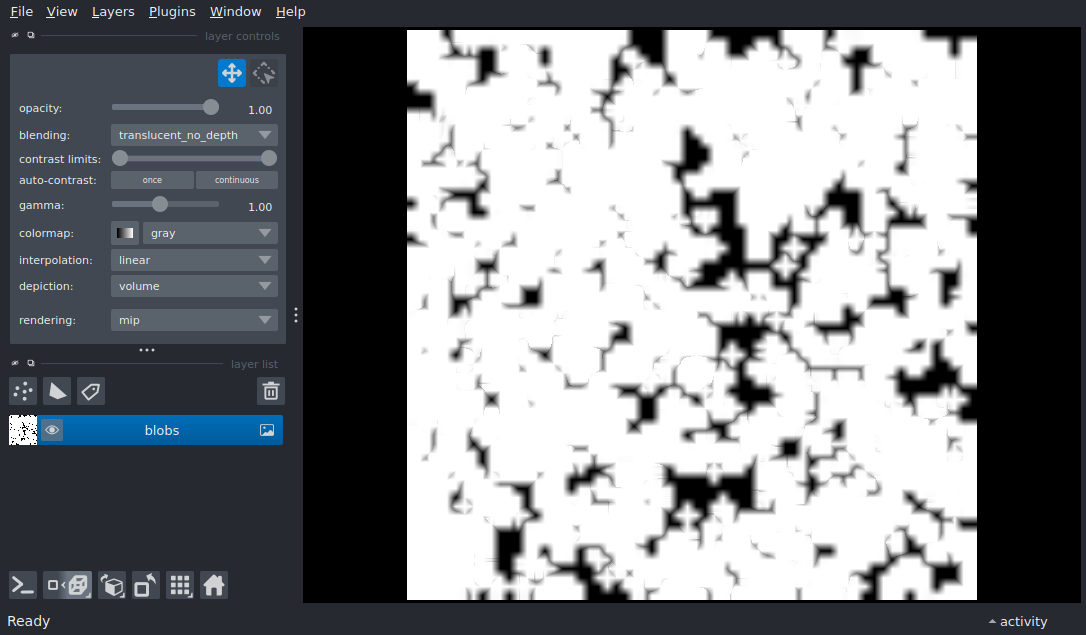 File View Layers Plugins Window Help
layer controls
opacity: 1.00
blending: translucent_no_depth
contrast limits:
auto-contrast: once continuous
gamma: 1.00
colormap: gray
interpolation: linear
depiction: volume
rendering: mip
layer list
blobs
Ready activity